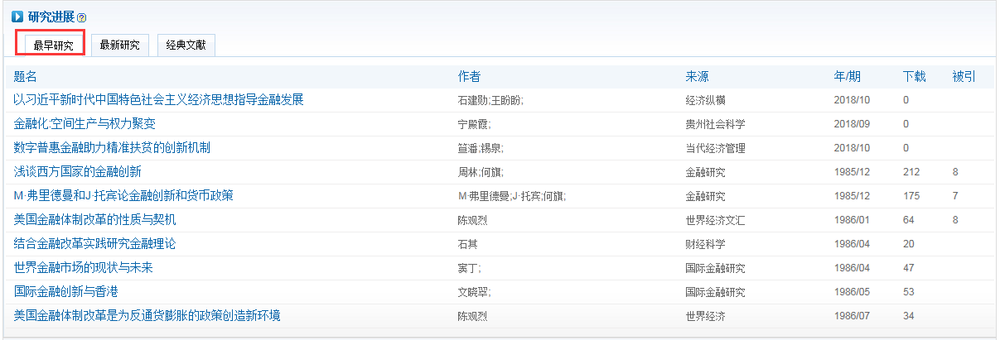 研究进展
最早研究 最新研究 经典文献
题名 作者 来源 年/期 下载 被引
以习近平新时代中国特色社会主义经济思想指导金融发展 石建勋;王盼盼; 经济纵横 2018/10 0
金融化:空间生产与权力聚变 宁殿霞; 贵州社会科学 2018/09 0
数字普惠金融助力精准扶贫的创新机制 笪潘;锡泉; 当代经济管理 2018/10 0
浅谈西方国家的金融创新 周林;何旗; 金融研究 1985/12 212 8
M·弗里德曼和J·托宾论金融创新和货币政策 M·弗里德曼;J·托宾;何旗; 金融研究 1985/12 175 7
美国金融体制改革的性质与契机 陈观烈 世界经济文汇 1986/01 64 8
结合金融改革实践研究金融理论 石其 财经科学 1986/04 20
世界金融市场的现状与未来 窦丁; 国际金融研究 1986/04 47
国际金融创新与香港 文晓翠; 国际金融研究 1986/05 53
美国金融体制改革是为反通货膨胀的政策创造新环境 陈观烈 世界经济 1986/07 34